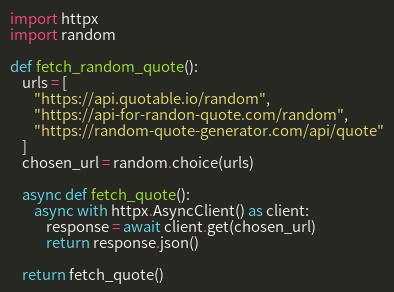 import httpx
import random

def fetch_random_quote():
    urls = [
        "https://api.quotable.io/random",
        "https://api-for-randon-quote.com/random",
        "https://random-quote-generator.com/api/quote"
    ]
    chosen_url = random.choice(urls)

    async def fetch_quote():
        async with httpx.AsyncClient() as client:
            response = await client.get(chosen_url)
            return response.json()

    return fetch_quote()